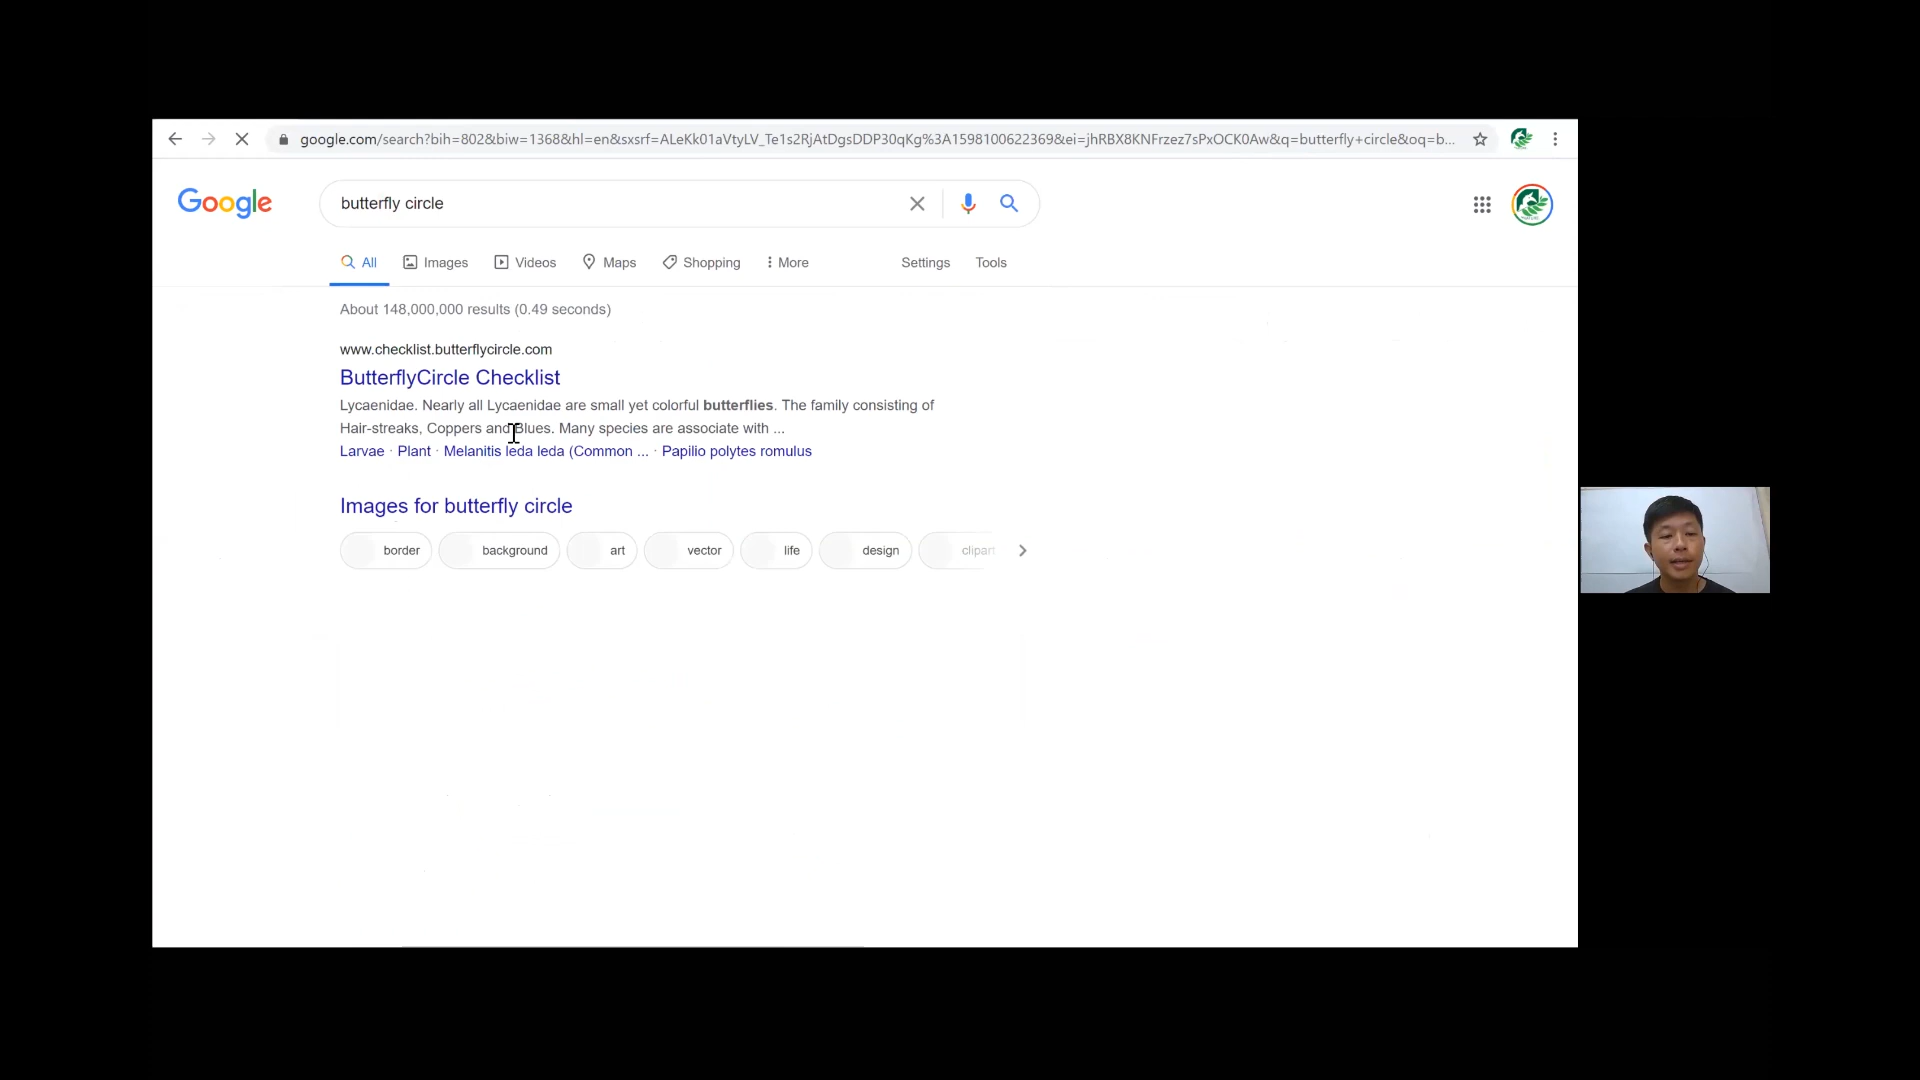 google.com/search?bih=802&biw=1368&hl=en&sxsrf=ALeKk01aVtyLV_Te1s2RjAtDgsDDP30qKg%3A1598100622369&ei=jhRBX8KNFrzez7sPxOCK0Aw&q=butterfly+circle&oq=b...
Google
butterfly circle
All Images Videos Maps Shopping More Settings Tools
About 148,000,000 results (0.49 seconds)
www.checklist.butterflycircle.com
ButterflyCircle Checklist
Lycaenidae. Nearly all Lycaenidae are small yet colorful butterflies. The family consisting of
Hair-streaks, Coppers and Blues. Many species are associate with ...
Larvae · Plant · Melanitis leda leda (Common ... · Papilio polytes romulus
Images for butterfly circle
border background art vector life design clipart